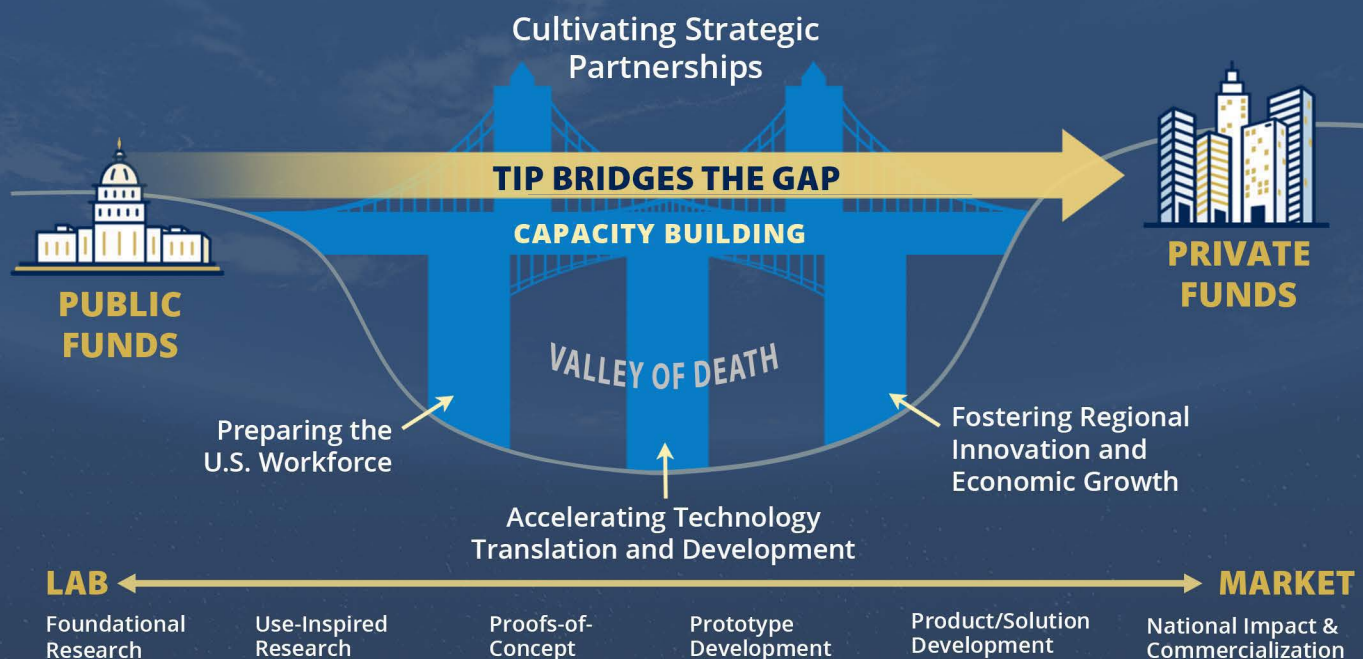 Cultivating Strategic
Partnerships
TIP BRIDGES THE GAP
CAPACITY BUILDING
PUBLIC
FUNDS
PRIVATE
FUNDS
VALLEY OF DEATH
Preparing the
U.S. Workforce
Fostering Regional
Innovation and
Economic Growth
Accelerating Technology
Translation and Development
LAB
MARKET
Foundational
Research
Use-Inspired
Research
Proofs-of-
Concept
Prototype
Development
Product/Solution
Development
National Impact &
Commercialization